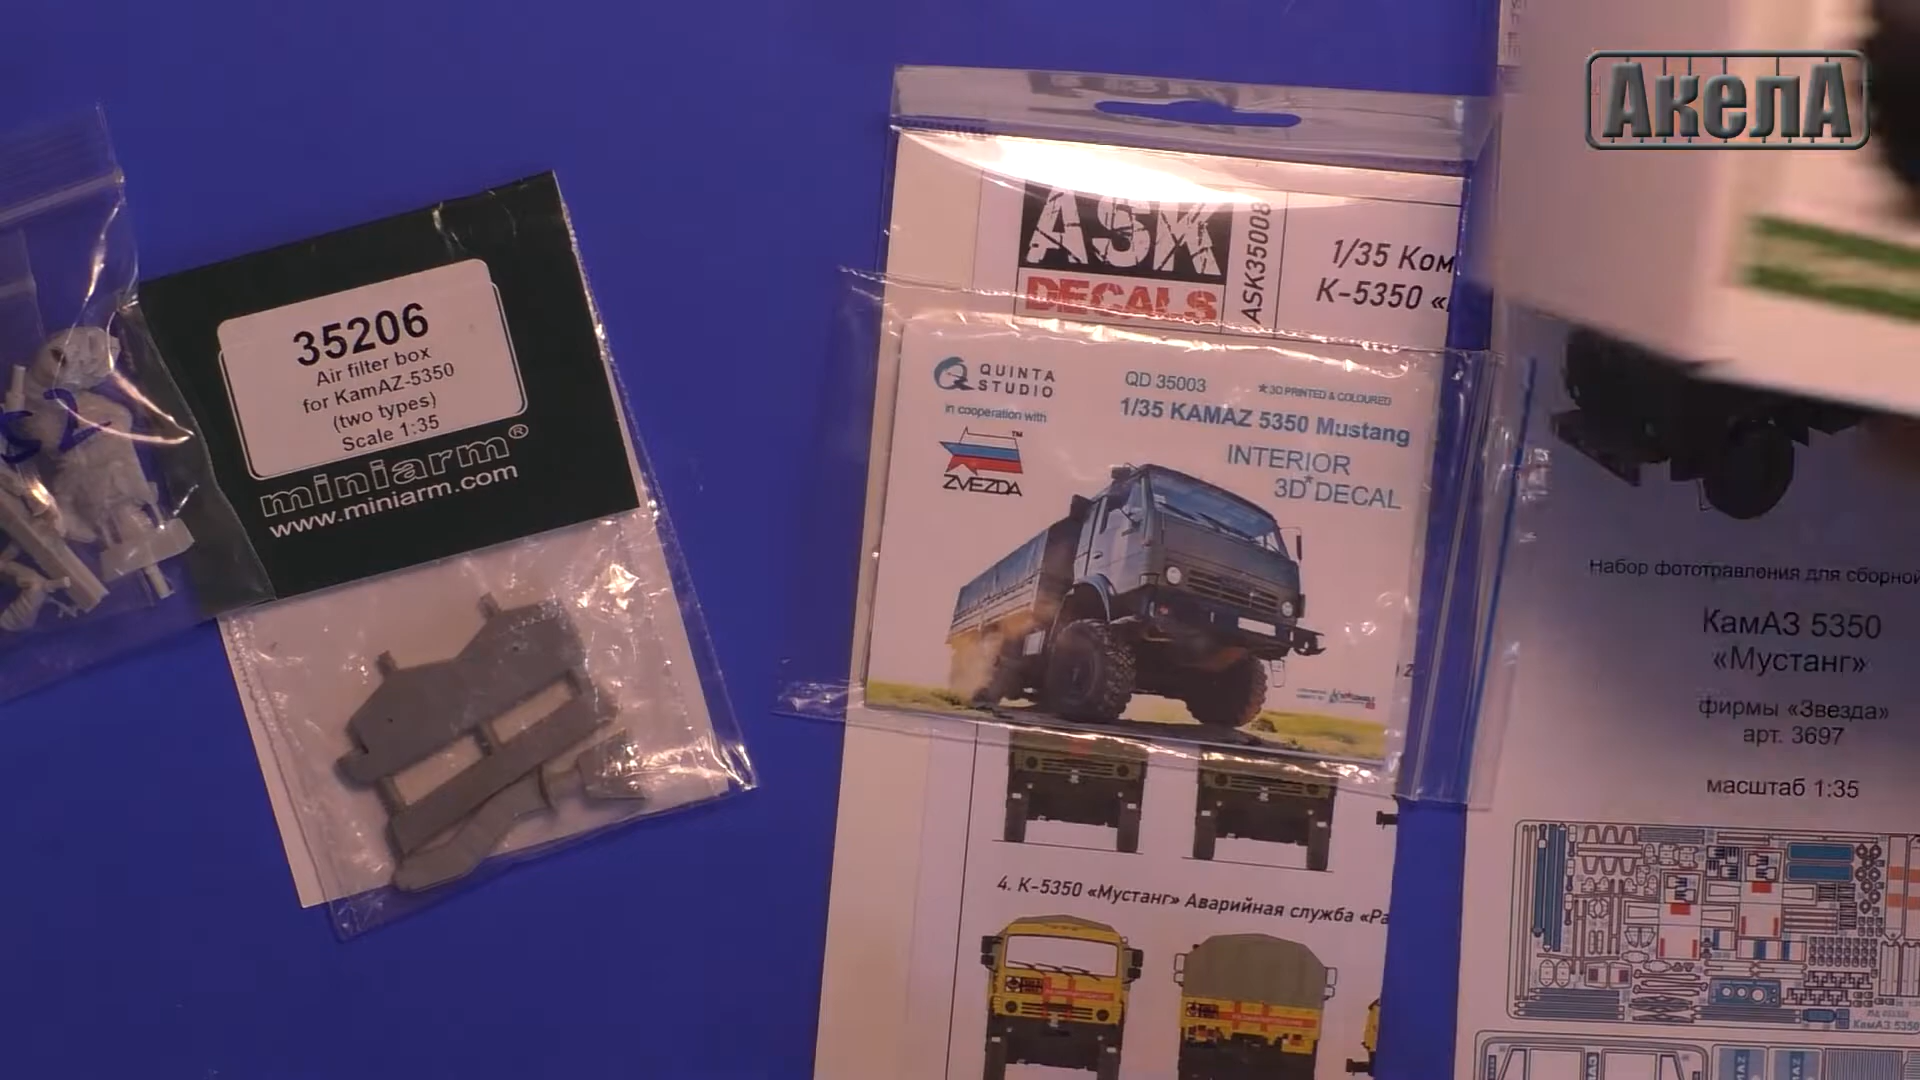 АкелА
35206
Air filter box
for KamAZ-5350
(two types)
Scale 1:35
miniarm®
www.miniarm.com
52
ASK
DECALS
ASK35008
1/35 Ком
К-5350 «
QUINTA
STUDIO
in cooperation with
ZVEZDA
QD 35003
* 3D PRINTED & COLOURED
1/35 KAMAZ 5350 Mustang
INTERIOR
3D* DECAL
4. К-5350 «Мустанг» Аварийная служба «Ра
Набор фототравления для сборной
КамАЗ 5350
«Мустанг»
фирмы «Звезда»
арт. 3697
масштаб 1:35
КамАЗ 5350